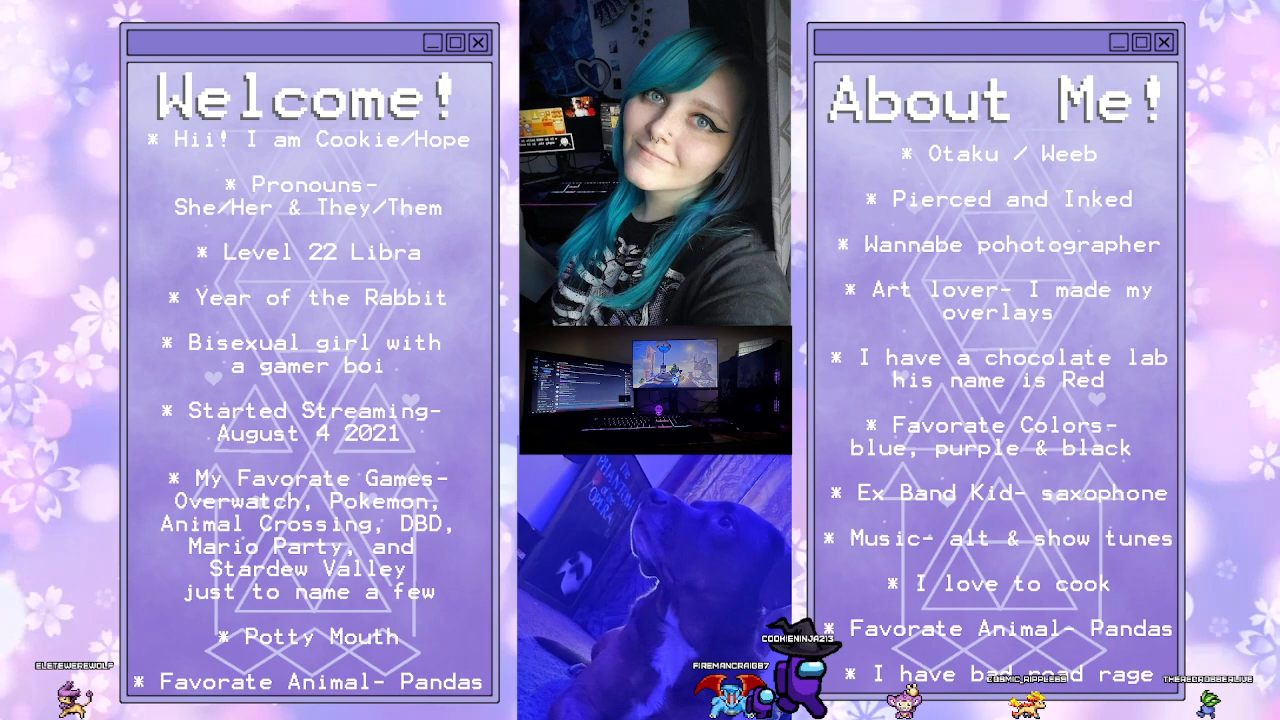 Welcome!
* Hii! I am Cookie/Hope
* Pronouns-
She/Her & They/Them
* Level 22 Libra
* Year of the Rabbit
* Bisexual girl with
a gamer boi
* Started Streaming-
August 4 2021
* My Favorate Games-
Overwatch, Pokemon,
Animal Crossing, DBD,
Mario Party, and
Stardew Valley
just to name a few
* Potty Mouth
* Favorate Animal- Pandas
ELETEWEREWOLF
About Me!
* Otaku / Weeb
* Pierced and Inked
* Wannabe pohotographer
* Art lover- I made my
overlays
* I have a chocolate lab
his name is Red
* Favorate Colors-
blue, purple & black
* Ex Band Kid- saxophone
* Music- alt & show tunes
* I love to cook
* Favorate Animal- Pandas
* I have bad road rage
COOKIENINJA213